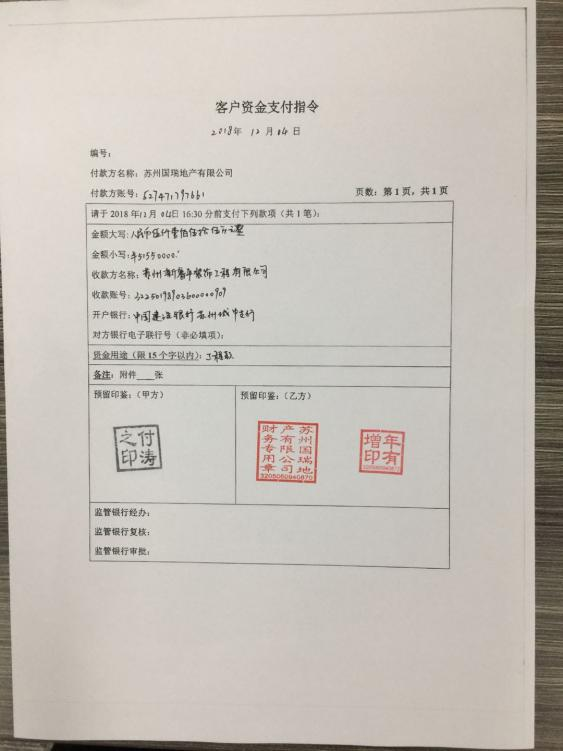 客户资金支付指令
2018年 12 月 04 日
编号：
付款方名称：苏州国瑞地产有限公司
付款方账号：527471797661
页数：第 1 页，共 1 页
请于 2018 年12月 04日 16:30 分前支付下列款项（共 1 笔）：
金额大写：人民币伍仟壹佰伍拾伍万元整
金额小写：¥51550000.
收款方名称：苏州新 装饰工程有限公司
收款账号：32250198903600000909
开户银行：中国建设银行苏州城中支行
对方银行电子联行号（非必填项）：
资金用途（限 15 个字以内）：工程款
备注：附件___张
预留印鉴：（甲方）
预留印鉴：（乙方）
付涛之印
苏州国瑞地产有限公司财务专用章
3205060940870
年有增印
3205060940872
监管银行经办：
监管银行复核：
监管银行审批：